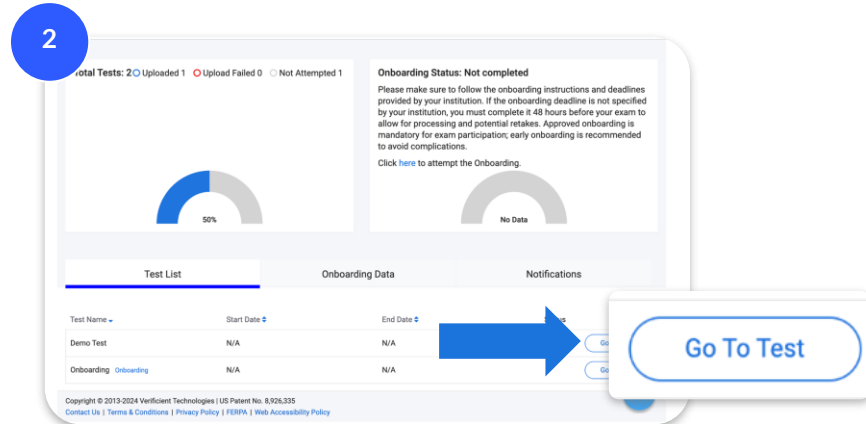 2
Total Tests: 2 Uploaded 1 Upload Failed 0 Not Attempted 1
50%
Onboarding Status: Not completed
Please make sure to follow the onboarding instructions and deadlines
provided by your institution. If the onboarding deadline is not specified
by your institution, you must complete it 48 hours before your exam to
allow for processing and potential retakes. Approved onboarding is
mandatory for exam participation; early onboarding is recommended
to avoid complications.
Click here to attempt the Onboarding.
No Data
Test List Onboarding Data Notifications
Test Name Start Date End Date
Demo Test N/A N/A Go
Onboarding Onboarding N/A N/A Go
Go To Test
Copyright © 2013-2024 Verificient Technologies | US Patent No. 8,926,335
Contact Us | Terms & Conditions | Privacy Policy | FERPA | Web Accessibility Policy